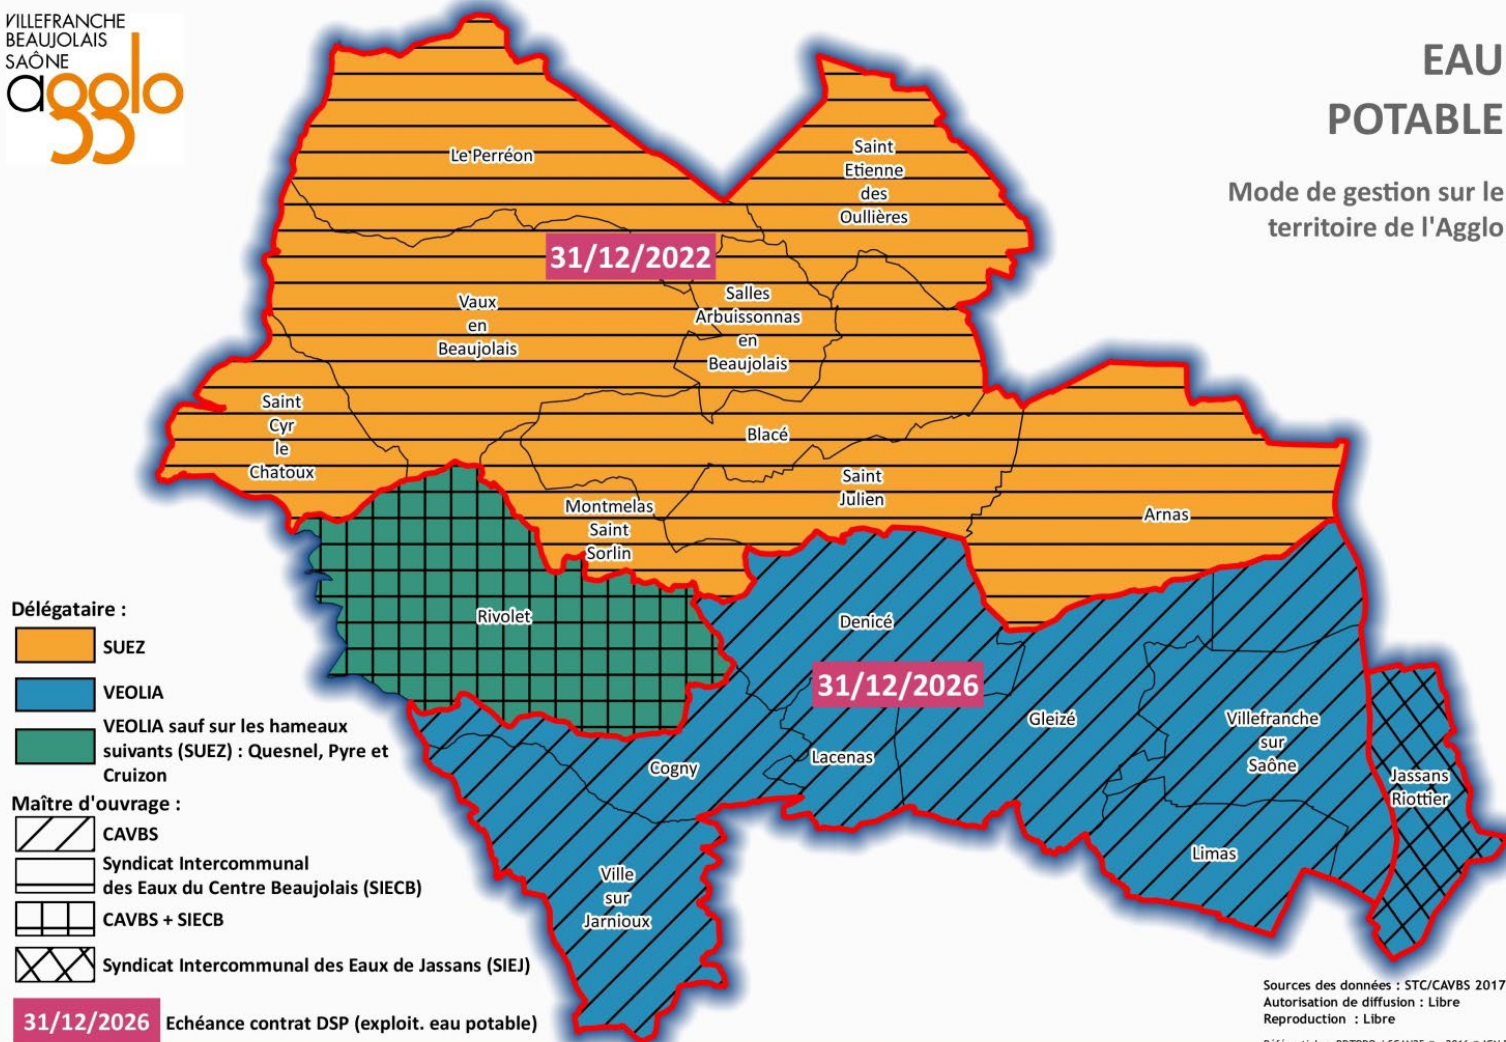 VILLEFRANCHE
BEAUJOLAIS
SAÔNE
agglo
EAU
POTABLE
Mode de gestion sur le
territoire de l'Agglo
Le Perréon
Saint
Etienne
des
Oullières
31/12/2022
Vaux
en
Beaujolais
Salles
Arbuissonnas
en
Beaujolais
Saint
Cyr
le
Chatoux
Blacé
Saint
Julien
Montmelas
Saint
Sorlin
Arnas
Rivolet
Denicé
31/12/2026
Gleizé
Villefranche
sur
Saône
Lacenas
Cogny
Jassans
Riottier
Limas
Ville
sur
Jarnioux
Délégataire :
SUEZ
VEOLIA
VEOLIA sauf sur les hameaux
suivants (SUEZ) : Quesnel, Pyre et
Cruizon
Maître d'ouvrage :
CAVBS
Syndicat Intercommunal
des Eaux du Centre Beaujolais (SIECB)
CAVBS + SIECB
Syndicat Intercommunal des Eaux de Jassans (SIEJ)
31/12/2026 Echéance contrat DSP (exploit. eau potable)
Sources des données : STC/CAVBS 2017
Autorisation de diffusion : Libre
Reproduction : Libre